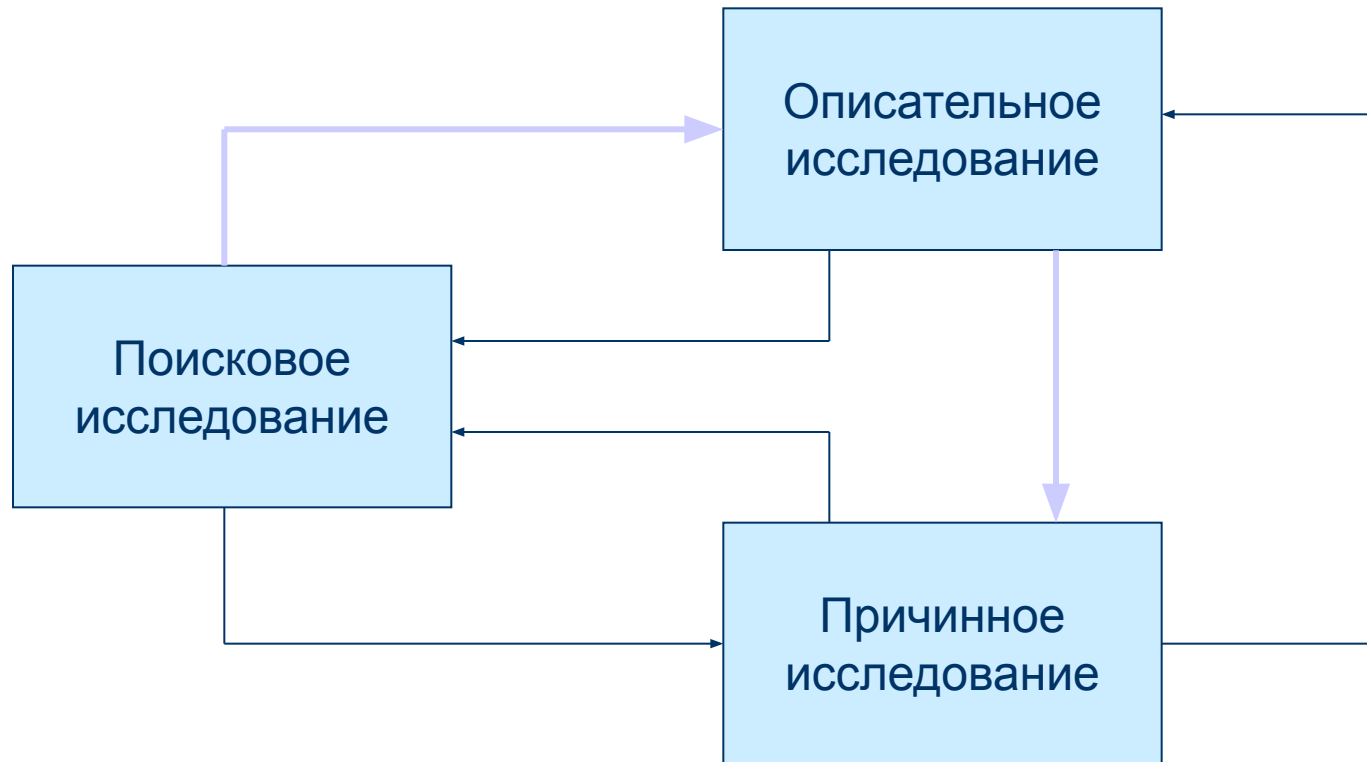 Описательное
исследование
Поисковое
исследование
Причинное
исследование